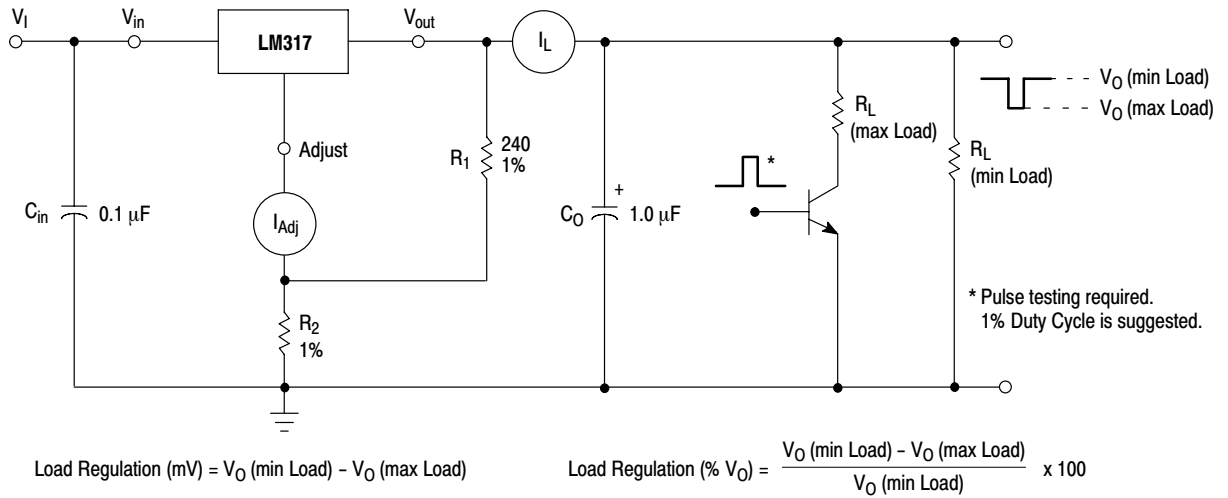 V_I
V_in
LM317
V_out
I_L
V_O (min Load)
V_O (max Load)
R_L
(max Load)
Adjust
R_1
240
1%
*
R_L
(min Load)
C_in
0.1 μF
I_Adj
C_O
+
1.0 μF
R_2
1%
* Pulse testing required.
1% Duty Cycle is suggested.
Load Regulation (mV) = V_O (min Load) - V_O (max Load)
Load Regulation (% V_O) =
V_O (min Load) - V_O (max Load)
V_O (min Load)
x 100